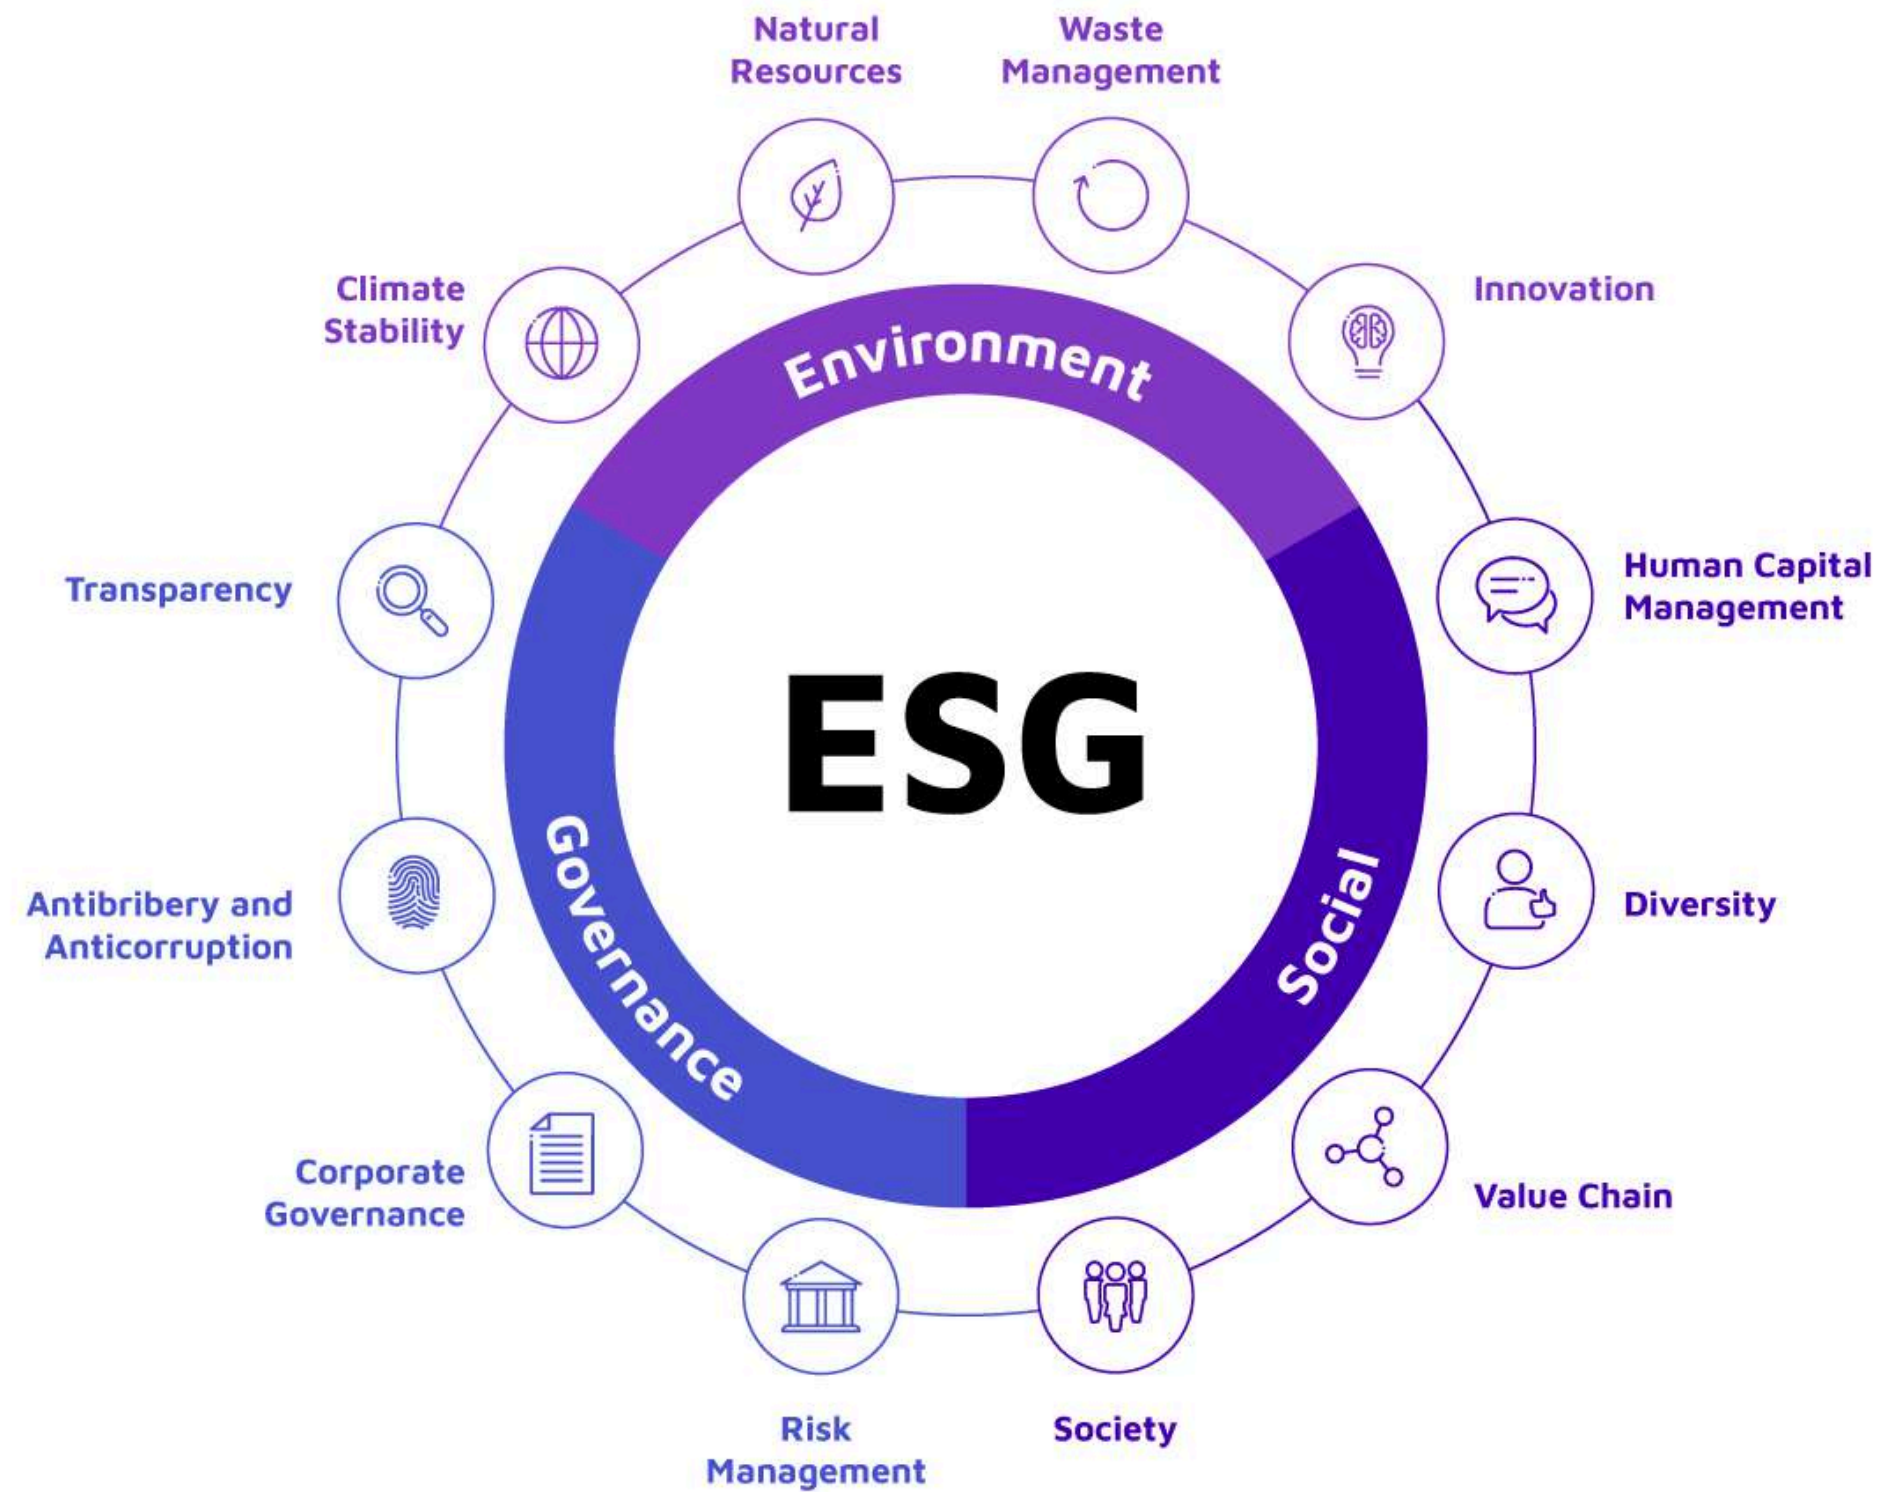 Natural
Resources
Waste
Management
Climate
Stability
Innovation
Environment
Transparency
Human Capital
Management
ESG
Antibribery and
Anticorruption
Governance
Social
Diversity
Corporate
Governance
Value Chain
Risk
Management
Society